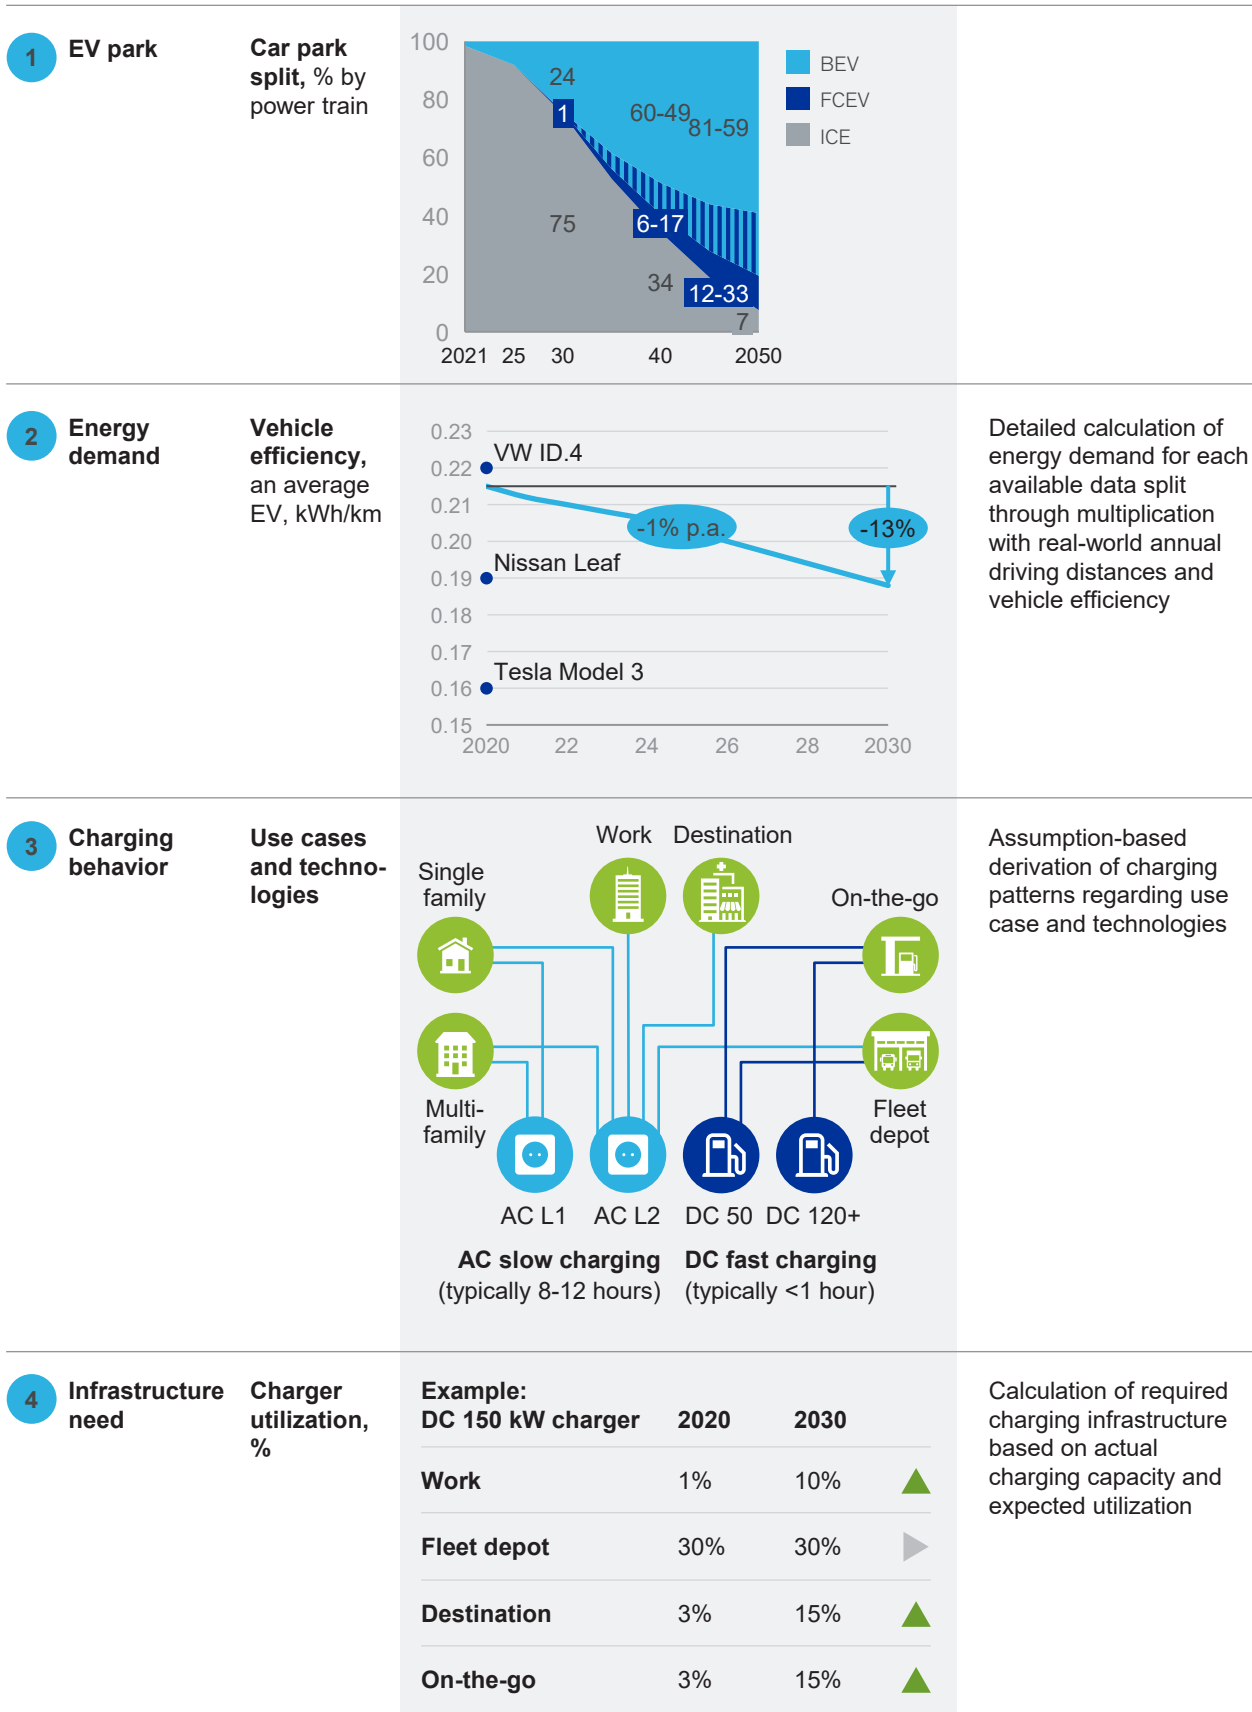 1
EV park
Car park
split, % by
power train
100
80
60
40
20
0
24
1
75
60-49
81-59
6-17
34
12-33
7
2021 25 30 40 2050
BEV
FCEV
ICE
2
Energy
demand
Vehicle
efficiency,
an average
EV, kWh/km
0.23
0.22
0.21
0.20
0.19
0.18
0.17
0.16
0.15
VW ID.4
-1% p.a.
-13%
Nissan Leaf
Tesla Model 3
2020 22 24 26 28 2030
Detailed calculation of
energy demand for each
available data split
through multiplication
with real-world annual
driving distances and
vehicle efficiency
3
Charging
behavior
Use cases
and techno-
logies
Work Destination
Single
family
On-the-go
Multi-
family
Fleet
depot
AC L1 AC L2 DC 50 DC 120+
AC slow charging
(typically 8-12 hours)
DC fast charging
(typically <1 hour)
Assumption-based
derivation of charging
patterns regarding use
case and technologies
4
Infrastructure
need
Charger
utilization,
%
Example:
DC 150 kW charger 2020 2030
Work 1% 10%
Fleet depot 30% 30%
Destination 3% 15%
On-the-go 3% 15%
Calculation of required
charging infrastructure
based on actual
charging capacity and
expected utilization